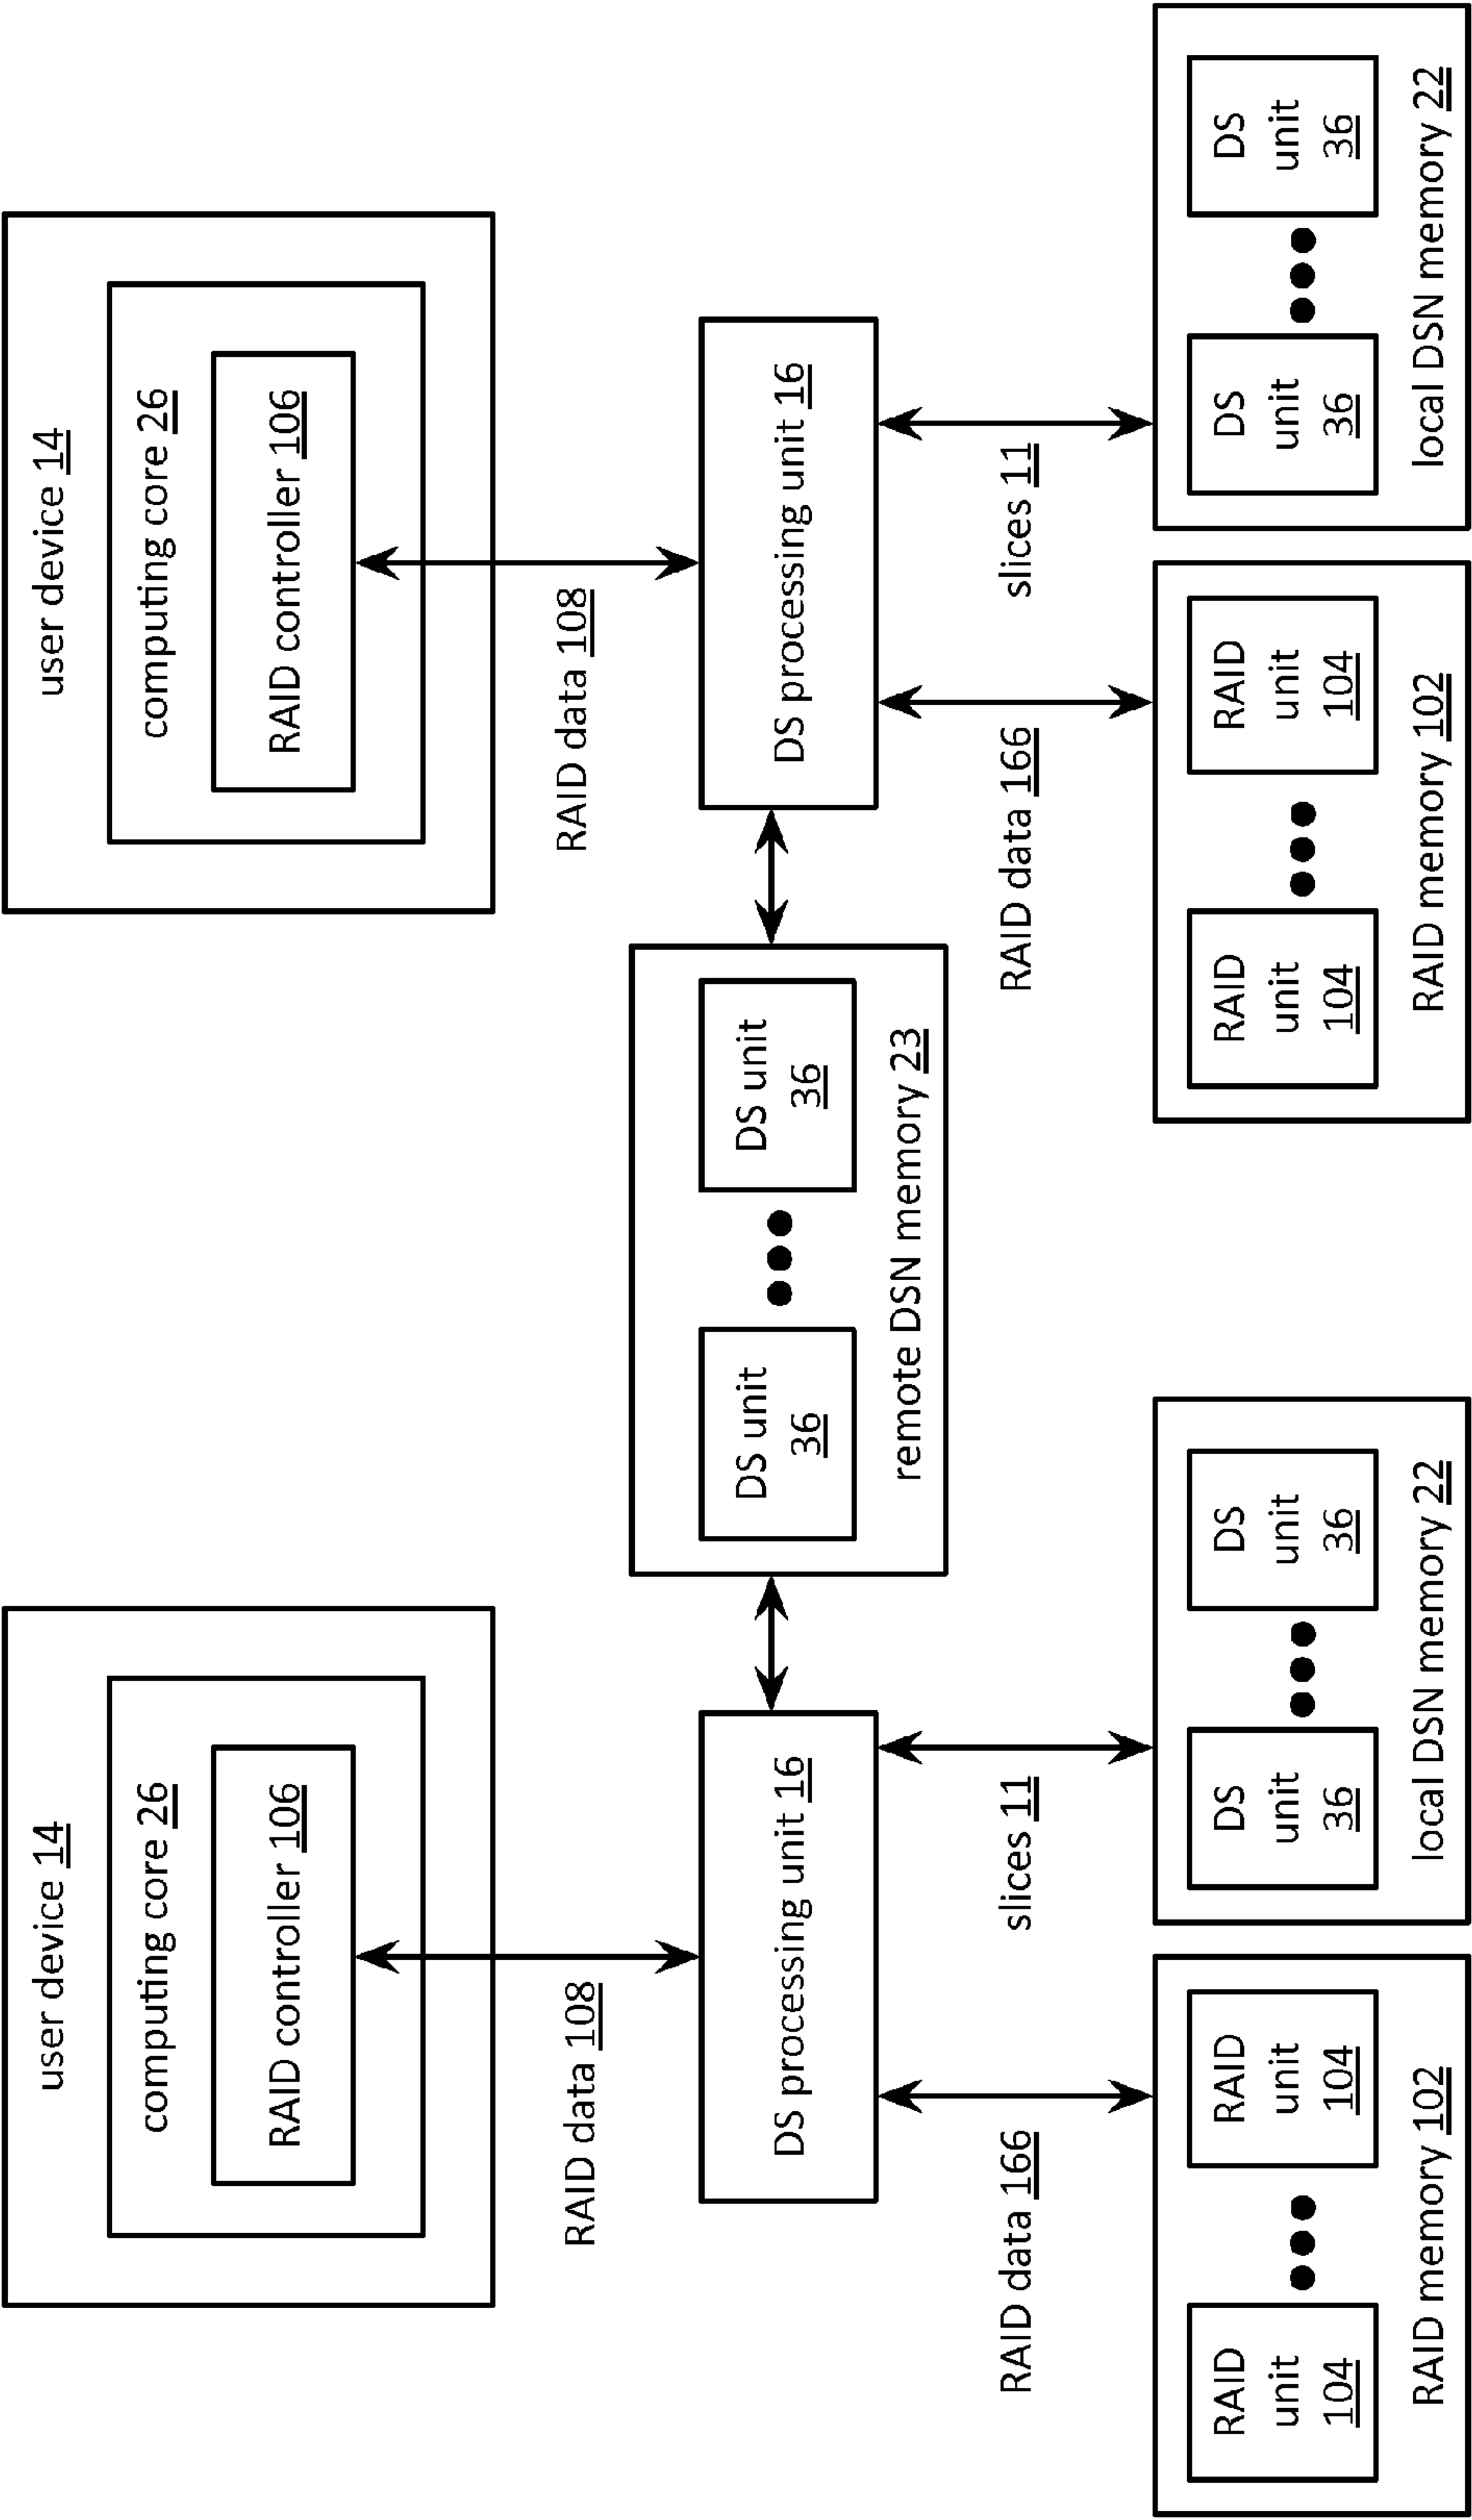 user device 14
computing core 26
RAID controller 106
RAID data 108
DS processing unit 16
RAID data 166
slices 11
RAID
unit
104
RAID
unit
104
RAID memory 102
DS
unit
36
DS
unit
36
local DSN memory 22
DS unit
36
DS unit
36
remote DSN memory 23
user device 14
computing core 26
RAID controller 106
RAID data 108
DS processing unit 16
RAID data 166
slices 11
RAID
unit
104
RAID
unit
104
RAID memory 102
DS
unit
36
DS
unit
36
local DSN memory 22